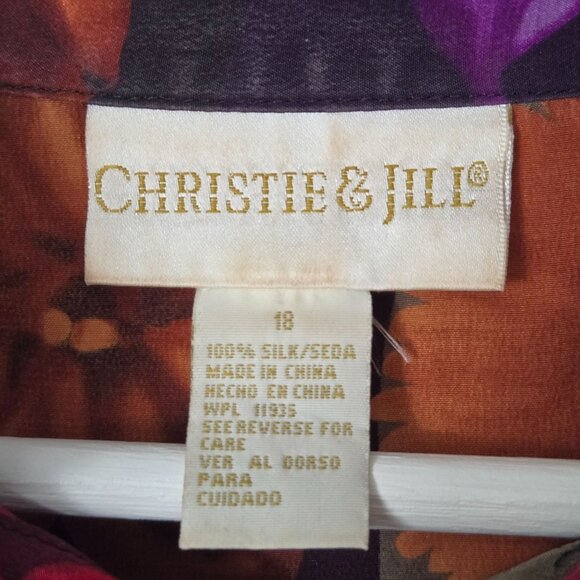 CHRISTIE & JILL®
18
100% SILK/SEDA
MADE IN CHINA
HECHO EN CHINA
WPL 11935
SEE REVERSE FOR
CARE
VER AL DORSO
PARA
CUIDADO